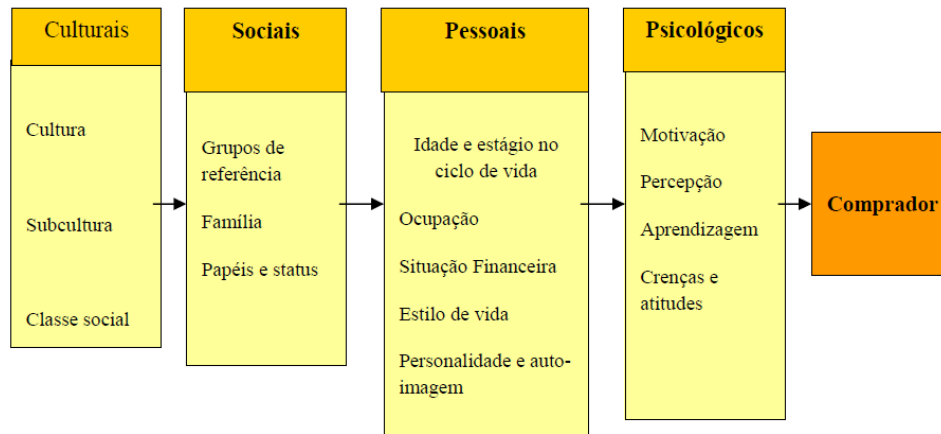 Culturais
Cultura
Subcultura
Classe social
Sociais
Grupos de
referência
Família
Papéis e status
Pessoais
Idade e estágio no
ciclo de vida
Ocupação
Situação Financeira
Estilo de vida
Personalidade e auto-
imagem
Psicológicos
Motivação
Percepção
Aprendizagem
Crenças e
atitudes
Comprador